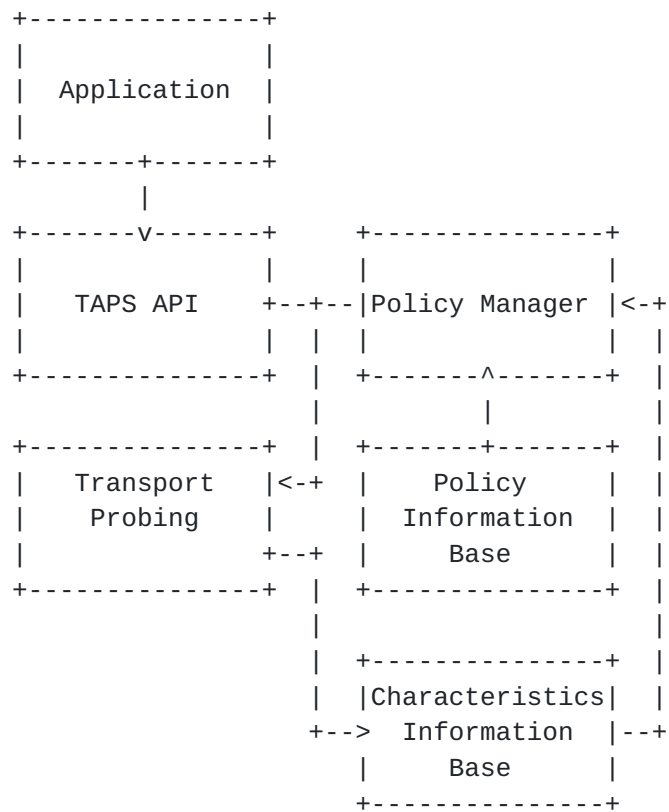 Application
TAPS API
Policy Manager
Transport
Probing
Policy
Information
Base
Characteristics
Information
Base